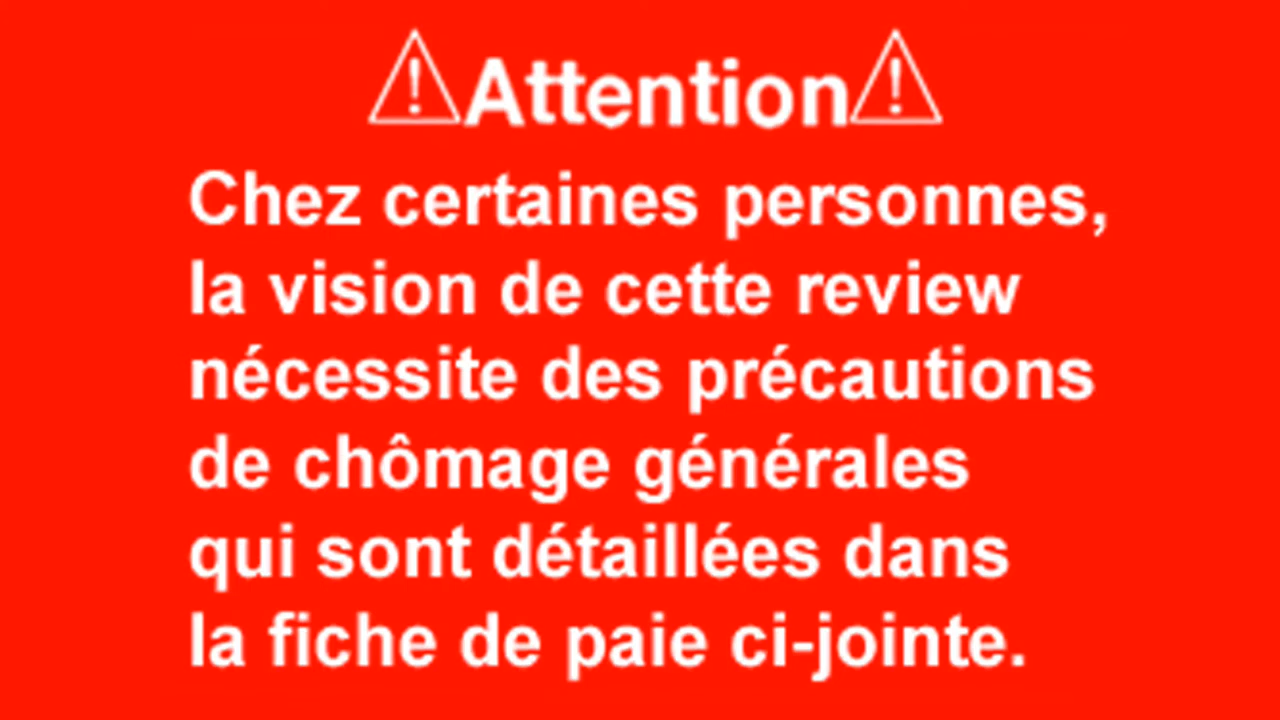 ⚠Attention⚠
Chez certaines personnes,
la vision de cette review
nécessite des précautions
de chômage générales
qui sont détaillées dans
la fiche de paie ci-jointe.